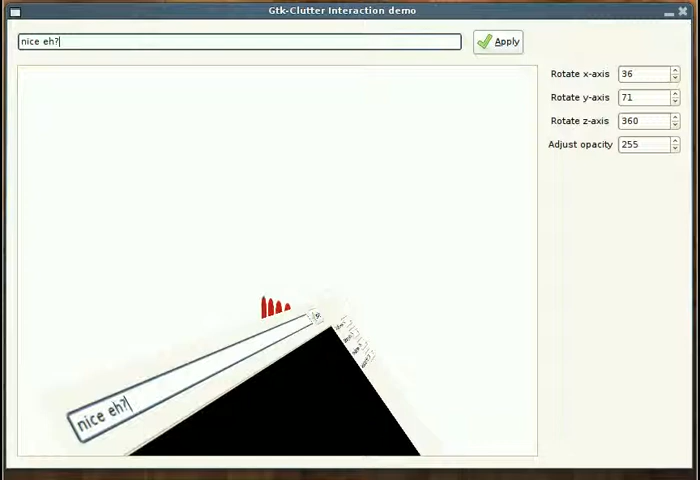 Gtk-Clutter Interaction demo
nice eh?
Apply
Rotate x-axis 36
Rotate y-axis 71
Rotate z-axis 360
Adjust opacity 255
nice eh?